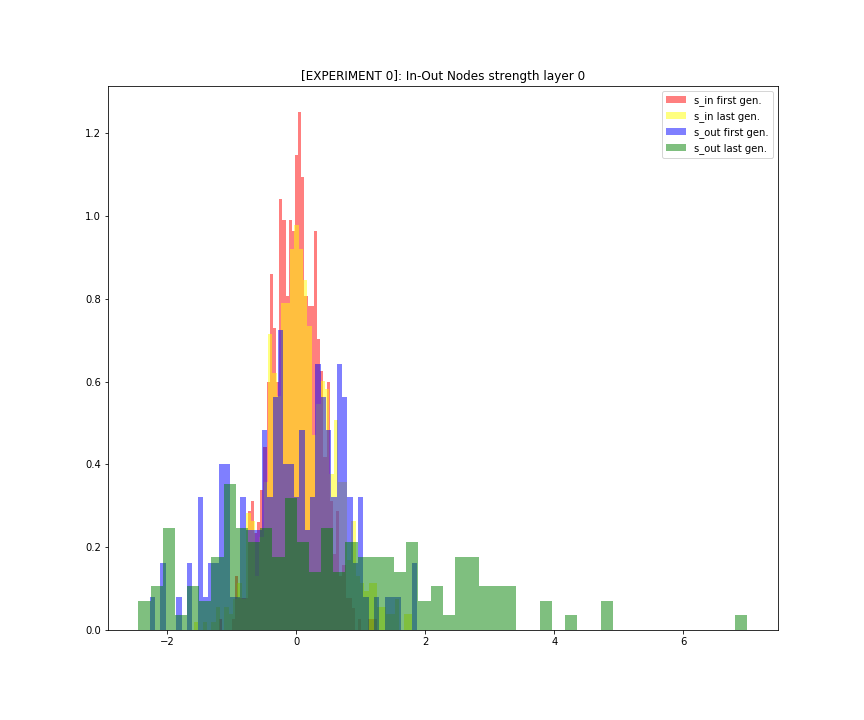 [EXPERIMENT 0]: In-Out Nodes strength layer 0
s_in first gen.
s_in last gen.
s_out first gen.
s_out last gen.
1.2
1.0
0.8
0.6
0.4
0.2
0.0
−2
0
2
4
6